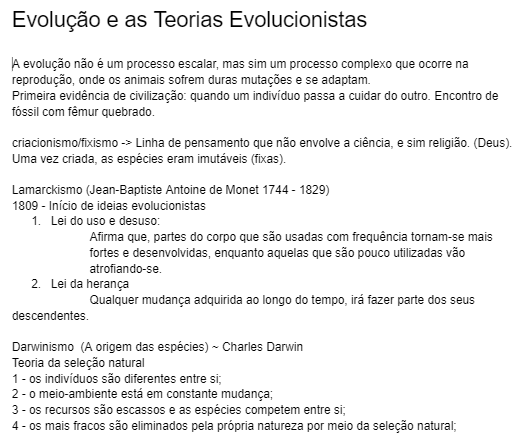 Evolução e as Teorias Evolucionistas
A evolução não é um processo escalar, mas sim um processo complexo que ocorre na
reprodução, onde os animais sofrem duras mutações e se adaptam.
Primeira evidência de civilização: quando um indivíduo passa a cuidar do outro. Encontro de
fóssil com fêmur quebrado.
criacionismo/fixismo -> Linha de pensamento que não envolve a ciência, e sim religião. (Deus).
Uma vez criada, as espécies eram imutáveis (fixas).
Lamarckismo (Jean-Baptiste Antoine de Monet 1744 - 1829)
1809 - Início de ideias evolucionistas
1. Lei do uso e desuso:
Afirma que, partes do corpo que são usadas com frequência tornam-se mais
fortes e desenvolvidas, enquanto aquelas que são pouco utilizadas vão
atrofiando-se.
2. Lei da herança
Qualquer mudança adquirida ao longo do tempo, irá fazer parte dos seus
descendentes.
Darwinismo (A origem das espécies) ~ Charles Darwin
Teoria da seleção natural
1 - os indivíduos são diferentes entre si;
2 - o meio-ambiente está em constante mudança;
3 - os recursos são escassos e as espécies competem entre si;
4 - os mais fracos são eliminados pela própria natureza por meio da seleção natural;